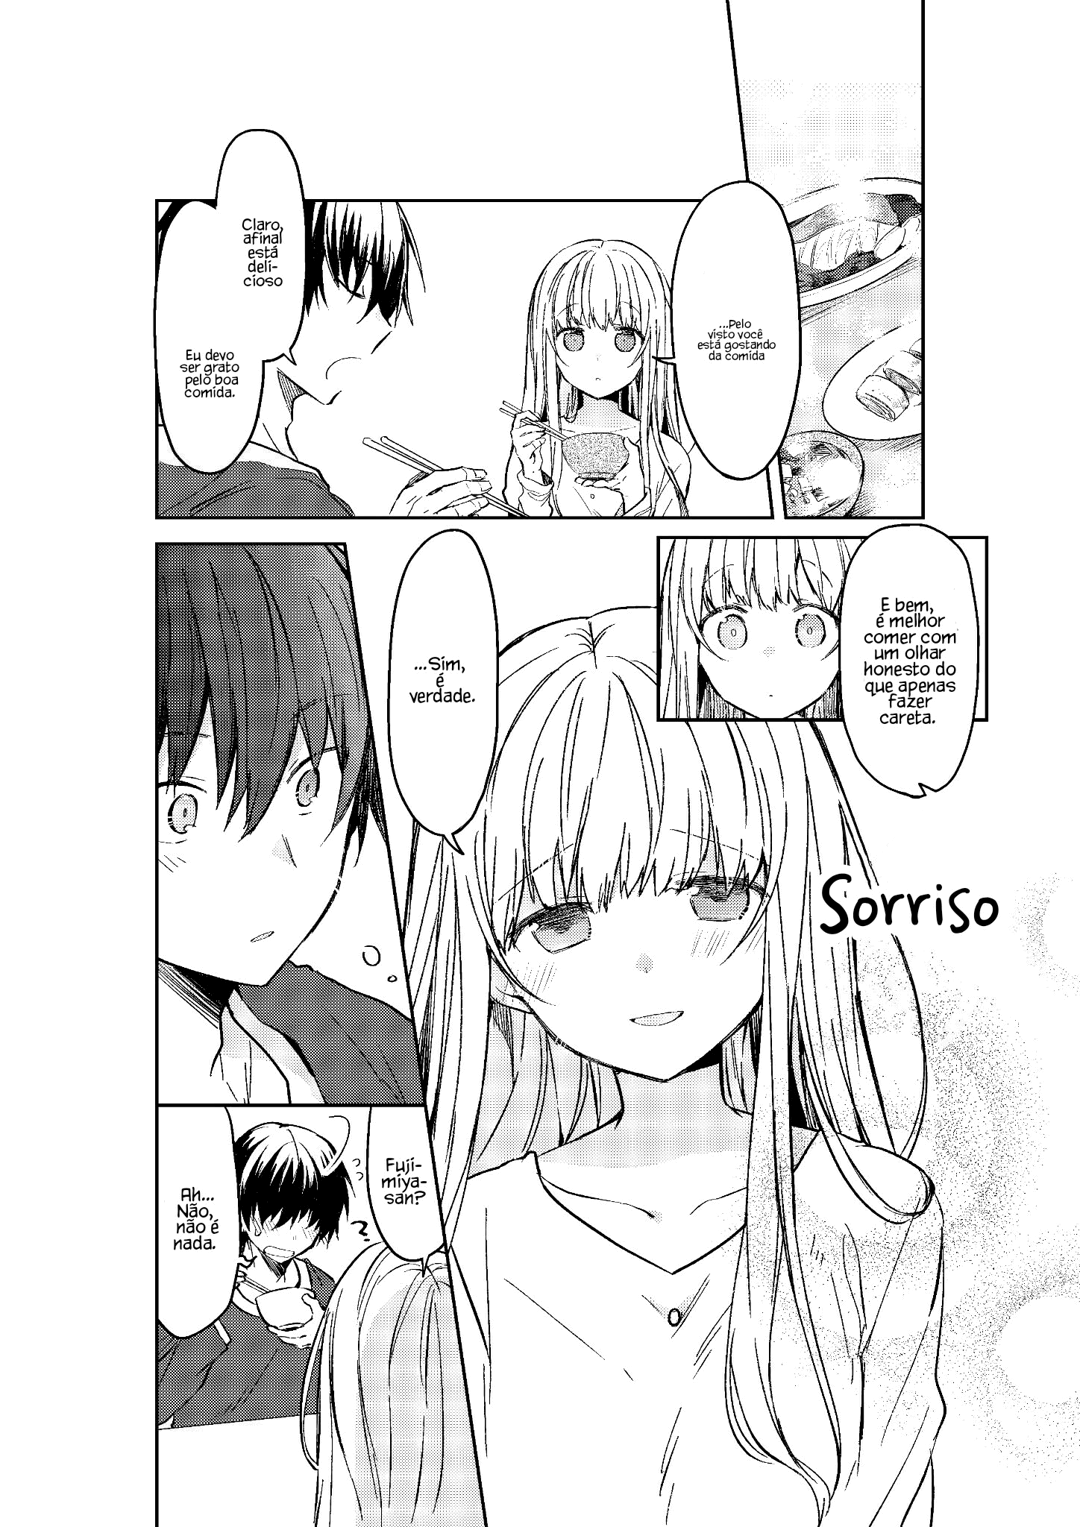 ...Pelo
visto você
está gostando
da comida
Claro,
afinal
está
deli-
cioso
Eu devo
ser grato
pelo boa
comida.
E bem,
é melhor
comer com
um olhar
honesto do
que apenas
fazer
careta.
...Sim,
é
verdade.
Sorriso
Fuji-
miya-
san?
Ah...
Não,
não é
nada.